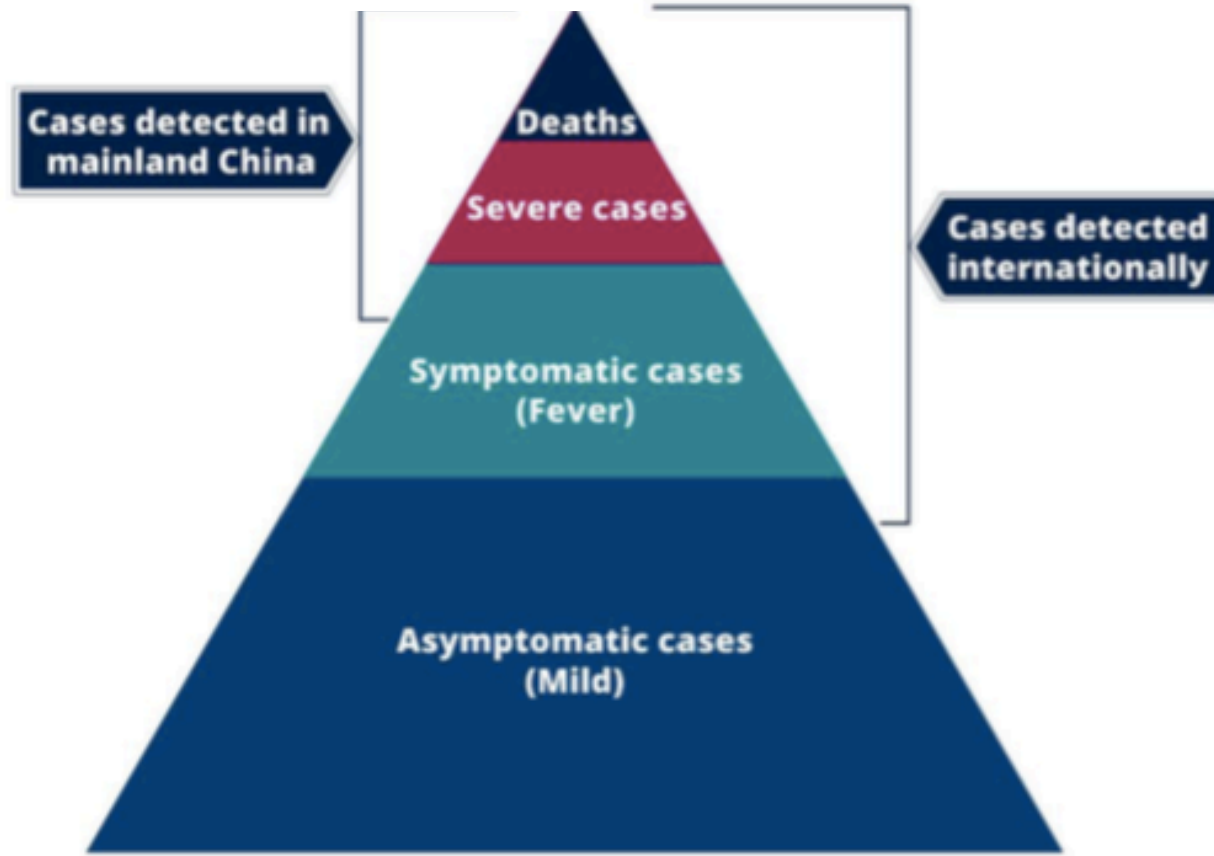 Deaths
Cases detected in
mainland China
Severe cases
Cases detected
internationally
Symptomatic cases
(Fever)
Asymptomatic cases
(Mild)